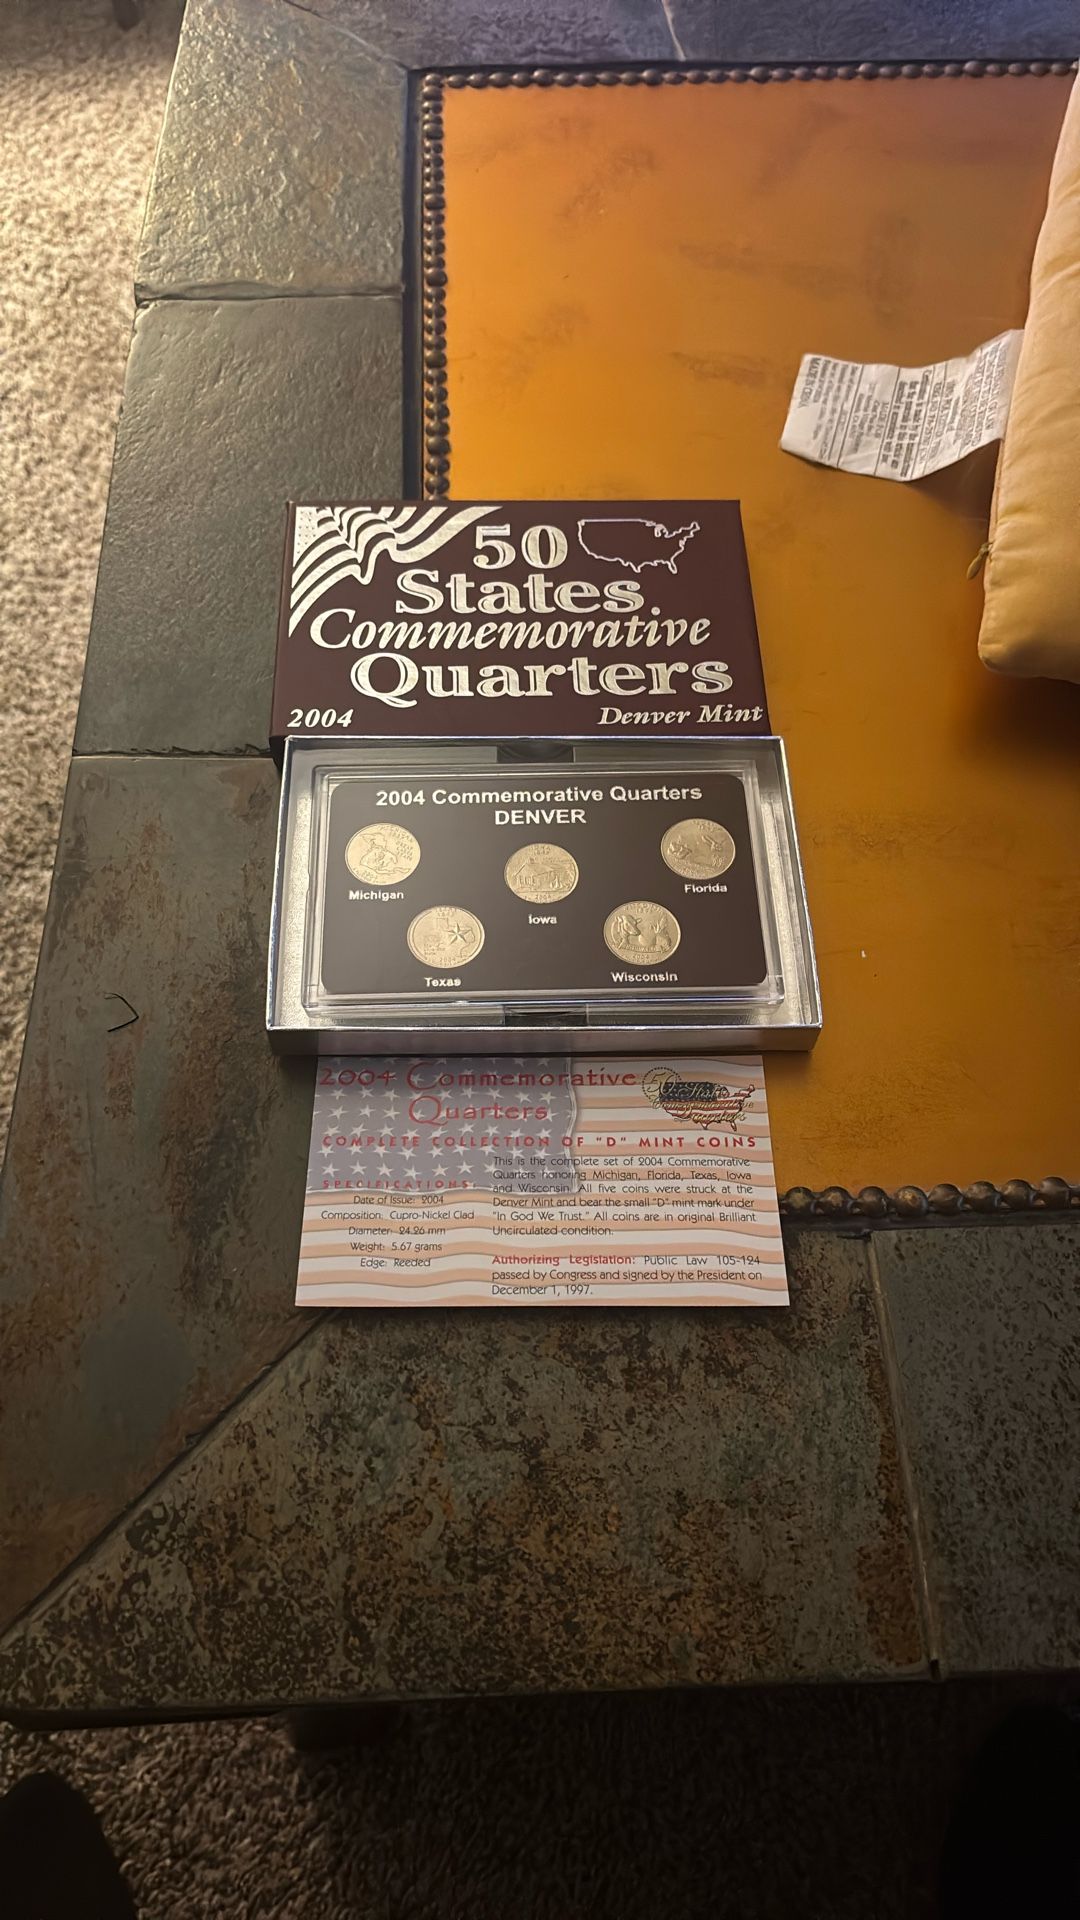 50
States
Commemorative
Quarters
2004
Denver Mint
2004 Commemorative Quarters
DENVER
Michigan
Iowa
Florida
Texas
Wisconsin
2004 Commemorative
Quarters
COMPLETE COLLECTION OF "D" MINT COINS
SPECIFICATIONS:
Date of Issue: 2004
Composition: Cupro-Nickel Clad
Diameter: 24.26 mm
Weight: 5.67 grams
Edge: Reeded
This is the complete set of 2004 Commemorative
Quarters honoring Michigan, Florida, Texas, Iowa
and Wisconsin. All five coins were struck at the
Denver Mint and bear the small "D" mint mark under
"In God We Trust." All coins are in original Brilliant
Uncirculated condition.
Authorizing Legislation: Public Law 105-124
passed by Congress and signed by the President on
December 1, 1997.
MADE IN CHINA